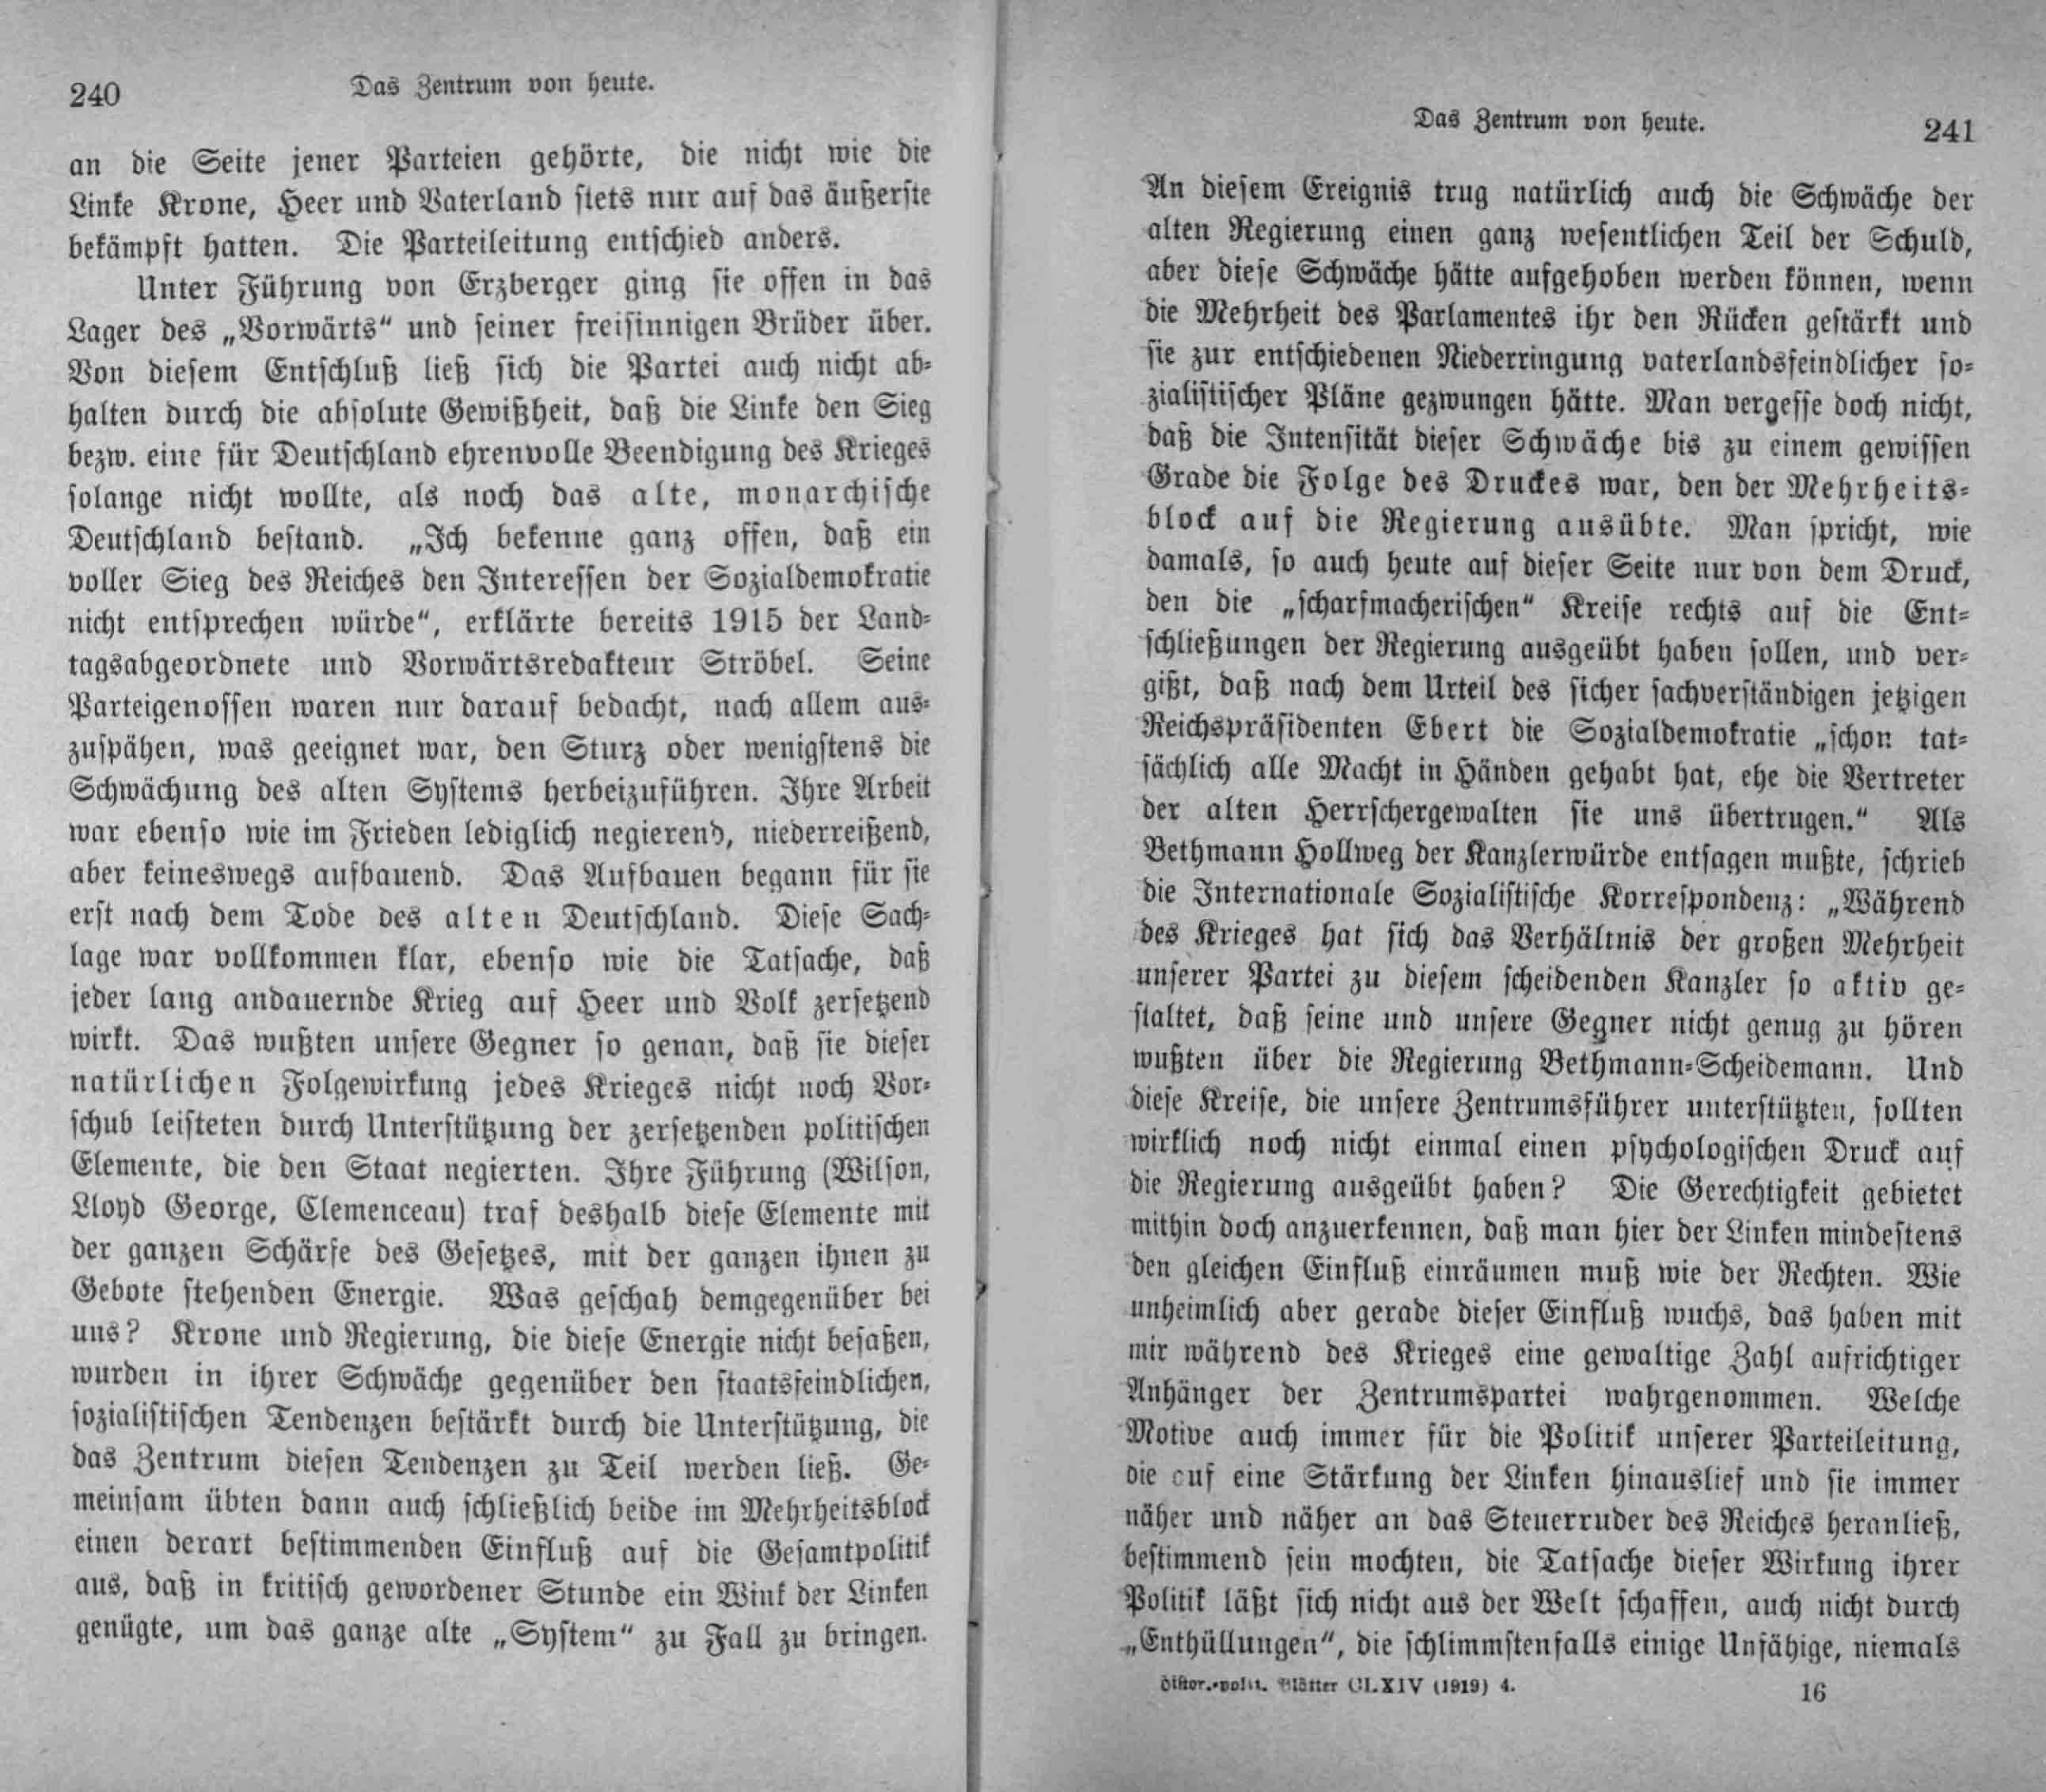 240
Das Zentrum von heute.
an die Seite jener Parteien gehörte, die nicht wie die
Linke Krone, Heer und Vaterland stets nur auf das äußerste
bekämpft hatten. Die Parteileitung entschied anders.
Unter Führung von Erzberger ging sie offen in das
Lager des „Vorwärts“ und seiner freisinnigen Brüder über.
Von diesem Entschluß ließ sich die Partei auch nicht ab-
halten durch die absolute Gewißheit, daß die Linke den Sieg
bezw. eine für Deutschland ehrenvolle Beendigung des Krieges
solange nicht wollte, als noch das alte, monarchische
Deutschland bestand. „Ich bekenne ganz offen, daß ein
voller Sieg des Reiches den Interessen der Sozialdemokratie
nicht entsprechen würde“, erklärte bereits 1915 der Land-
tagsabgeordnete und Vorwärtsredakteur Ströbel. Seine
Parteigenossen waren nur darauf bedacht, nach allem aus-
zuspähen, was geeignet war, den Sturz oder wenigstens die
Schwächung des alten Systems herbeizuführen. Ihre Arbeit
war ebenso wie im Frieden lediglich negierend, niederreißend,
aber keineswegs aufbauend. Das Aufbauen begann für sie
erst nach dem Tode des alten Deutschland. Diese Sach-
lage war vollkommen klar, ebenso wie die Tatsache, daß
jeder lang andauernde Krieg auf Heer und Volk zersetzend
wirkt. Das wußten unsere Gegner so genan, daß sie dieser
natürlichen Folgewirkung jedes Krieges nicht noch Vor-
schub leisteten durch Unterstützung der zersetzenden politischen
Elemente, die den Staat negierten. Ihre Führung (Wilson,
Lloyd George, Clemenceau) traf deshalb diese Elemente mit
der ganzen Schärfe des Gesetzes, mit der ganzen ihnen zu
Gebote stehenden Energie. Was geschah demgegenüber bei
uns? Krone und Regierung, die diese Energie nicht besaßen,
wurden in ihrer Schwäche gegenüber den staatsfeindlichen,
sozialistischen Tendenzen bestärkt durch die Unterstützung, die
das Zentrum diesen Tendenzen zu Teil werden ließ. Ge-
meinsam übten dann auch schließlich beide im Mehrheitsblock
einen derart bestimmenden Einfluß auf die Gesamtpolitik
aus, daß in kritisch gewordener Stunde ein Wink der Linken
genügte, um das ganze alte „System“ zu Fall zu bringen.
Das Zentrum von heute.
241
An diesem Ereignis trug natürlich auch die Schwäche der
alten Regierung einen ganz wesentlichen Teil der Schuld,
aber diese Schwäche hätte aufgehoben werden können, wenn
die Mehrheit des Parlamentes ihr den Rücken gestärkt und
sie zur entschiedenen Niederringung vaterlandsfeindlicher so-
zialistischer Pläne gezwungen hätte. Man vergesse doch nicht,
daß die Intensität dieser Schwäche bis zu einem gewissen
Grade die Folge des Druckes war, den der Mehrheits-
block auf die Regierung ausübte. Man spricht, wie
damals, so auch heute auf dieser Seite nur von dem Druck,
den die „scharfmacherischen“ Kreise rechts auf die Ent-
schließungen der Regierung ausgeübt haben sollen, und ver-
gißt, daß nach dem Urteil des sicher sachverständigen jetzigen
Reichspräsidenten Ebert die Sozialdemokratie „schon tat-
sächlich alle Macht in Händen gehabt hat, ehe die Vertreter
der alten Herrschergewalten sie uns übertrugen.“ Als
Bethmann Hollweg der Kanzlerwürde entsagen mußte, schrieb
die Internationale Sozialistische Korrespondenz: „Während
des Krieges hat sich das Verhältnis der großen Mehrheit
unserer Partei zu diesem scheidenden Kanzler so aktiv ge-
staltet, daß seine und unsere Gegner nicht genug zu hören
wußten über die Regierung Bethmann-Scheidemann. Und
diese Kreise, die unsere Zentrumsführer unterstützten, sollten
wirklich noch nicht einmal einen psychologischen Druck auf
die Regierung ausgeübt haben? Die Gerechtigkeit gebietet
mithin doch anzuerkennen, daß man hier der Linken mindestens
den gleichen Einfluß einräumen muß wie der Rechten. Wie
unheimlich aber gerade dieser Einfluß wuchs, das haben mit
mir während des Krieges eine gewaltige Zahl aufrichtiger
Anhänger der Zentrumspartei wahrgenommen. Welche
Motive auch immer für die Politik unserer Parteileitung,
die auf eine Stärkung der Linken hinauslief und sie immer
näher und näher an das Steuerruder des Reiches heranließ,
bestimmend sein mochten, die Tatsache dieser Wirkung ihrer
Politik läßt sich nicht aus der Welt schaffen, auch nicht durch
„Enthüllungen“, die schlimmstenfalls einige Unfähige, niemals
Histor.-polit. Blätter CLXIV (1919) 4.
16